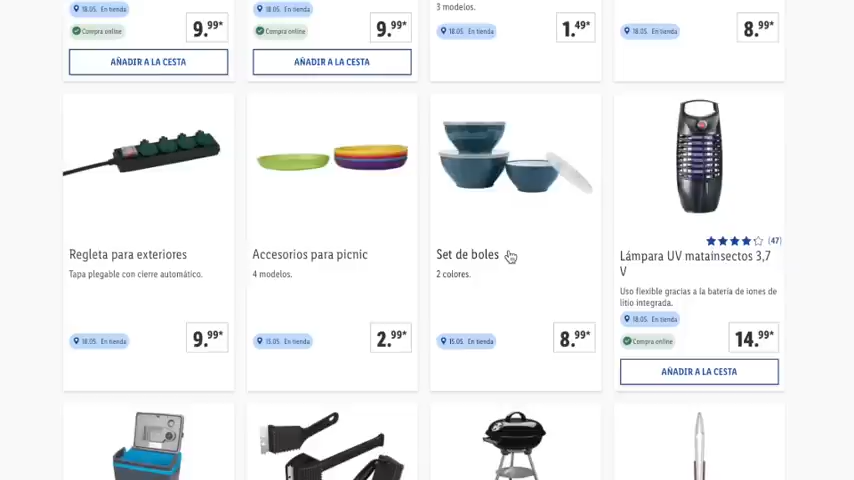 3 modelos.
18.05. En tienda
18.05. En tienda
Compra online
9.99*
Compra online
9.99*
18.05. En tienda
1.49*
18.05. En tienda
8.99*
AÑADIR A LA CESTA
AÑADIR A LA CESTA
(47)
Regleta para exteriores
Tapa plegable con cierre automático.
18.05. En tienda
9.99*
Accesorios para picnic
4 modelos.
15.05. En tienda
2.99*
Set de boles
2 colores.
15.05. En tienda
8.99*
Lámpara UV matainsectos 3,7
V
Uso flexible gracias a la batería de iones de
litio integrada.
18.05. En tienda
Compra online
14.99*
AÑADIR A LA CESTA